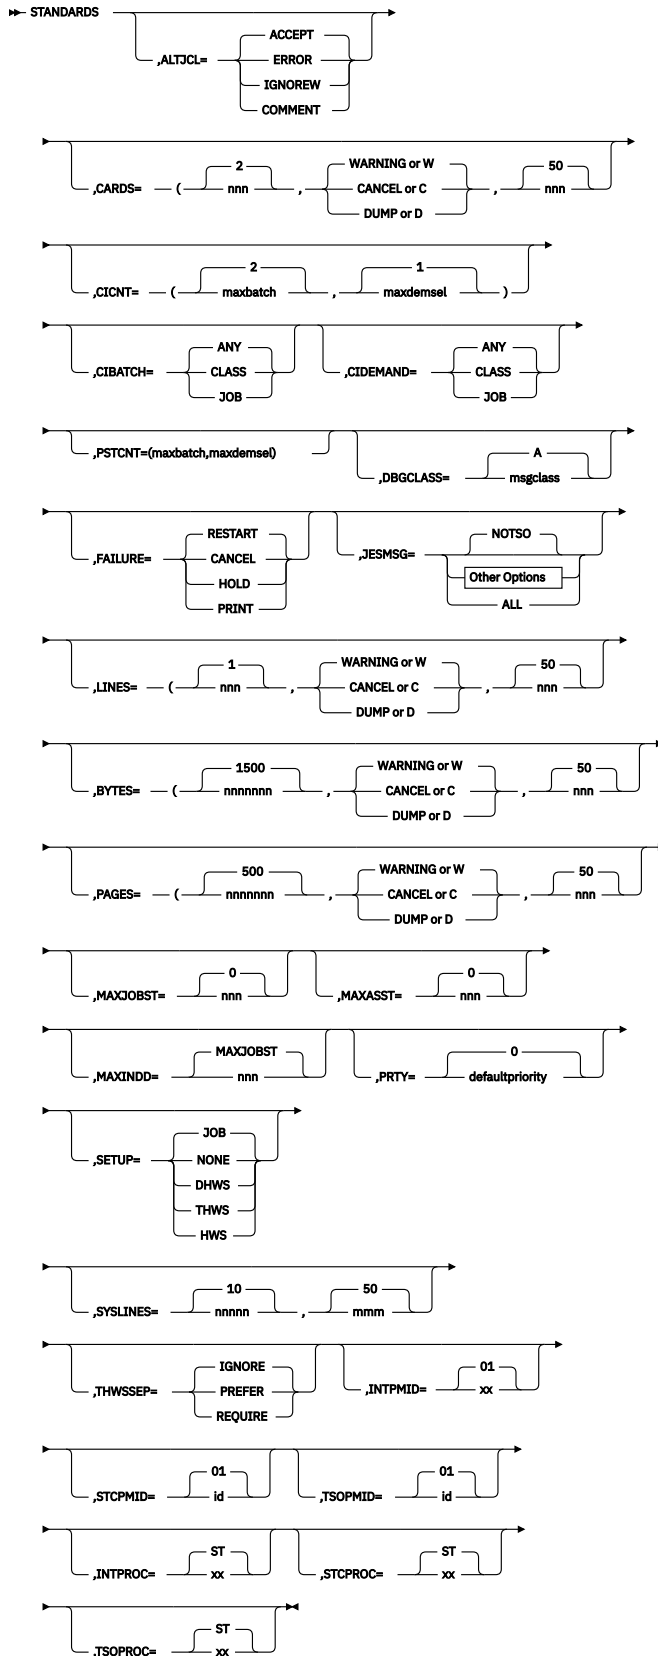 STANDARDS
,ALTJCL=
ACCEPT
ERROR
IGNOREW
COMMENT
,CARDS=
(
2
nnn
,
WARNING or W
CANCEL or C
DUMP or D
,
50
nnn
,CICNT=
(
2
maxbatch
,
1
maxdemsel
)
,CIBATCH=
ANY
CLASS
JOB
,CIDEMAND=
ANY
CLASS
JOB
,PSTCNT=(maxbatch,maxdemsel)
,DBGCLASS=
A
msgclass
,FAILURE=
RESTART
CANCEL
HOLD
PRINT
,JESMSG=
NOTSO
Other Options
ALL
,LINES=
(
1
nnn
,
WARNING or W
CANCEL or C
DUMP or D
,
50
nnn
,BYTES=
(
1500
nnnnnnn
,
WARNING or W
CANCEL or C
DUMP or D
,
50
nnn
,PAGES=
(
500
nnnnnnn
,
WARNING or W
CANCEL or C
DUMP or D
,
50
nnn
,MAXJOBST=
0
nnn
,MAXASST=
0
nnn
,MAXINDD=
MAXJOBST
nnn
,PRTY=
0
defaultpriority
,SETUP=
JOB
NONE
DHWS
THWS
HWS
,SYSLINES=
10
nnnnn
,
50
mmm
,THWSSEP=
IGNORE
PREFER
REQUIRE
,INTPMID=
01
xx
,STCPMID=
01
id
,TSOPMID=
01
id
,INTPROC=
ST
xx
,STCPROC=
ST
xx
,TSOPROC=
ST
xx